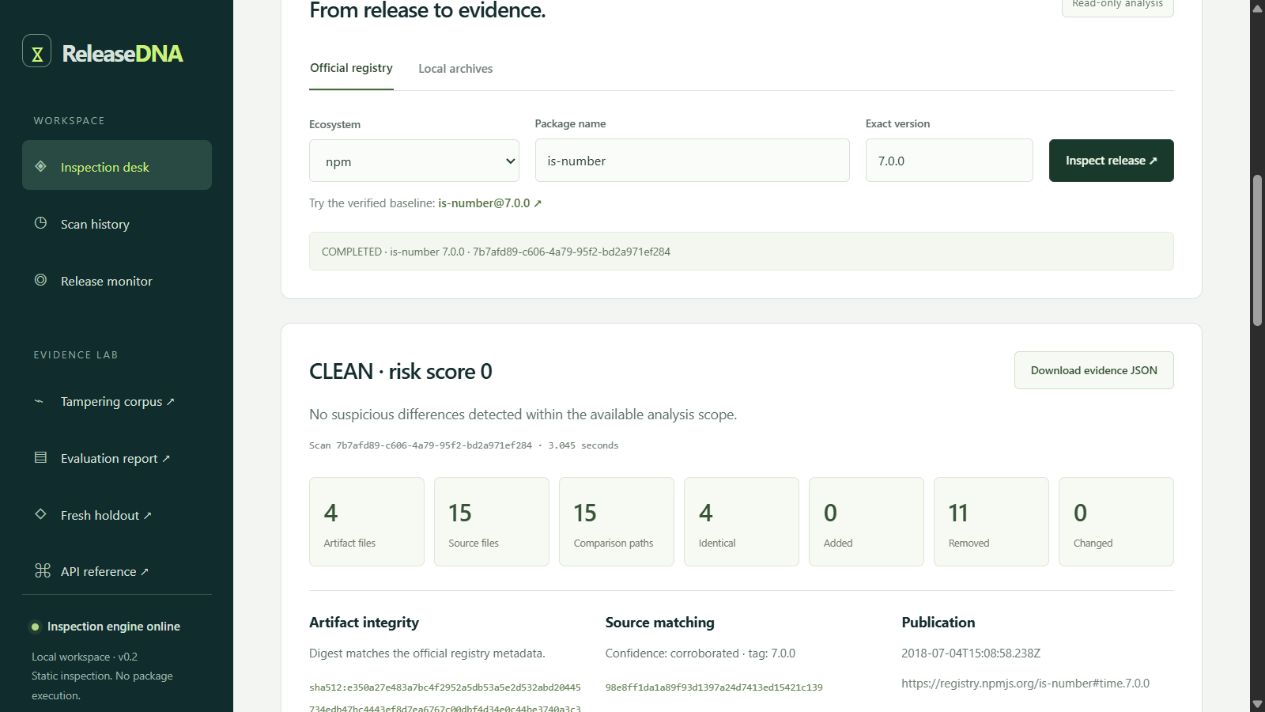 ReleaseDNA
WORKSPACE
Inspection desk
Scan history
Release monitor
EVIDENCE LAB
Tampering corpus ↗
Evaluation report ↗
Fresh holdout ↗
API reference ↗
Inspection engine online
Local workspace · v0.2
Static inspection. No package
execution.
From release to evidence.
Read-only analysis
Official registry
Local archives
Ecosystem
Package name
Exact version
npm
is-number
7.0.0
Inspect release ↗
Try the verified baseline: is-number@7.0.0 ↗
COMPLETED · is-number 7.0.0 · 7b7afd89-c606-4a79-95f2-bd2a971ef284
CLEAN · risk score 0
Download evidence JSON
No suspicious differences detected within the available analysis scope.
Scan 7b7afd89-c606-4a79-95f2-bd2a971ef284 · 3.045 seconds
4
Artifact files
15
Source files
15
Comparison paths
4
Identical
0
Added
11
Removed
0
Changed
Artifact integrity
Digest matches the official registry metadata.
sha512:e350a27e483a7bc4f2952a5db53a5e2d532abd20445
734edb47bc4443ef8d7ea6767c00dbf4d34e0c44be3740a3c3
Source matching
Confidence: corroborated · tag: 7.0.0
98e8ff1da1a89f93d1397a24d7413ed15421c139
Publication
2018-07-04T15:08:58.238Z
https://registry.npmjs.org/is-number#time.7.0.0